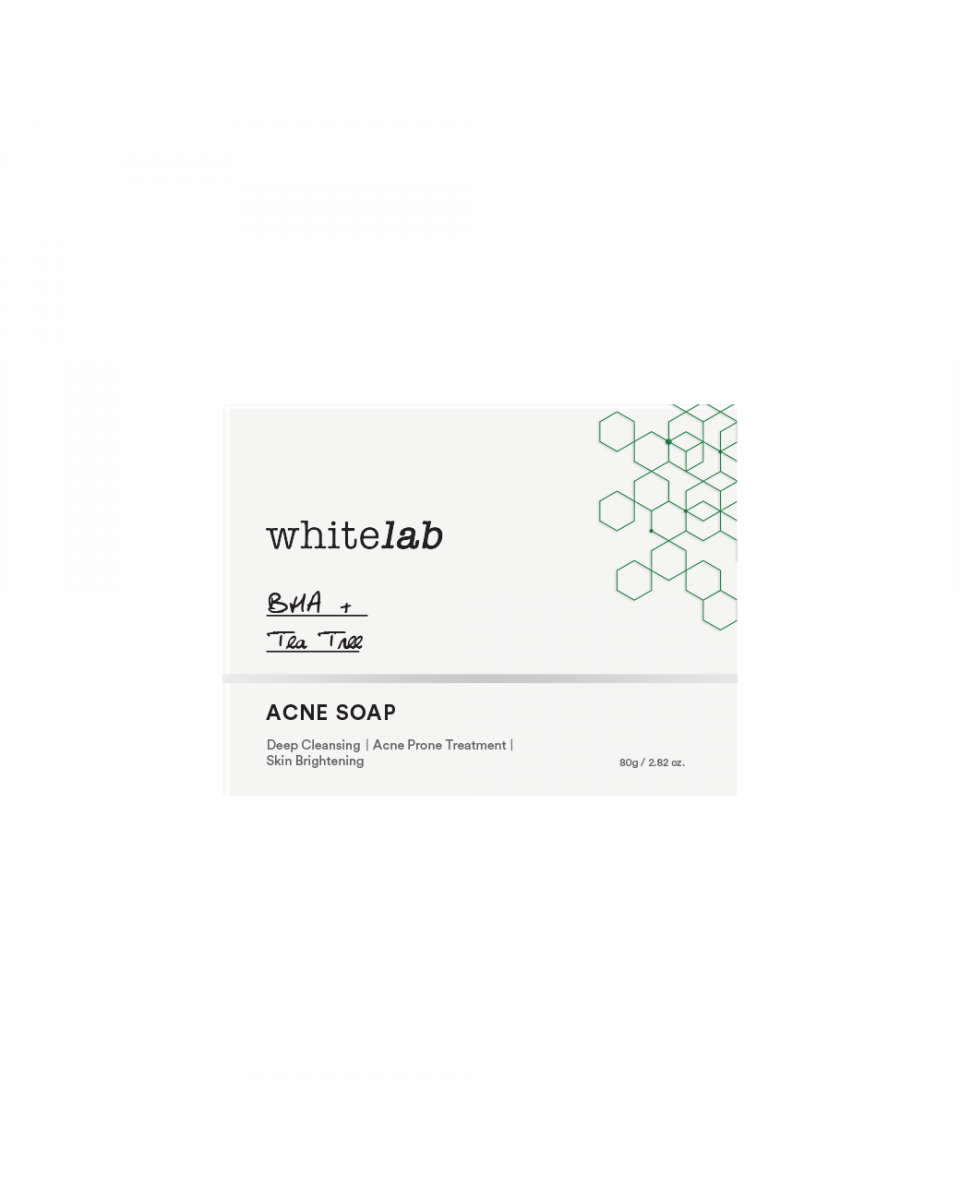 whitelab
BHA +
Tea Tree
ACNE SOAP
Deep Cleansing | Acne Prone Treatment |
Skin Brightening
80g / 2.82 oz.